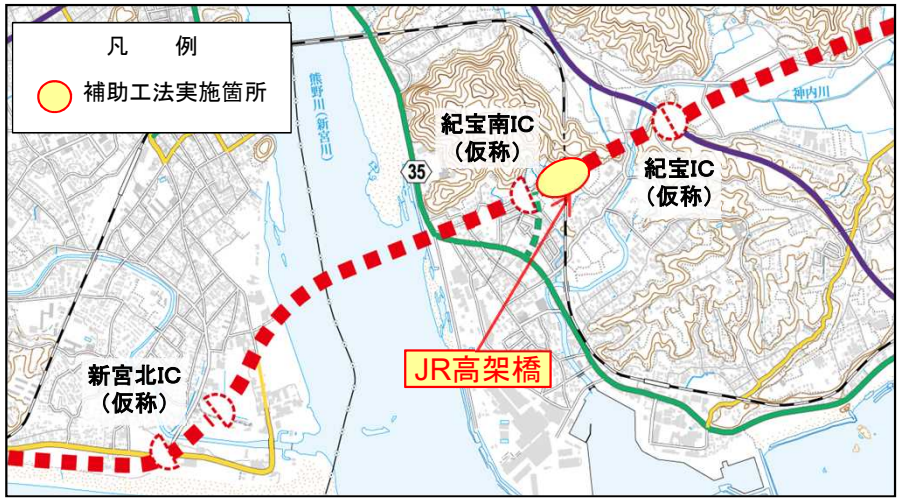 凡　例
補助工法実施箇所
熊野川(新宮川)
神内川
紀宝南IC
(仮称)
35
紀宝IC
(仮称)
JR高架橋
新宮北IC
(仮称)